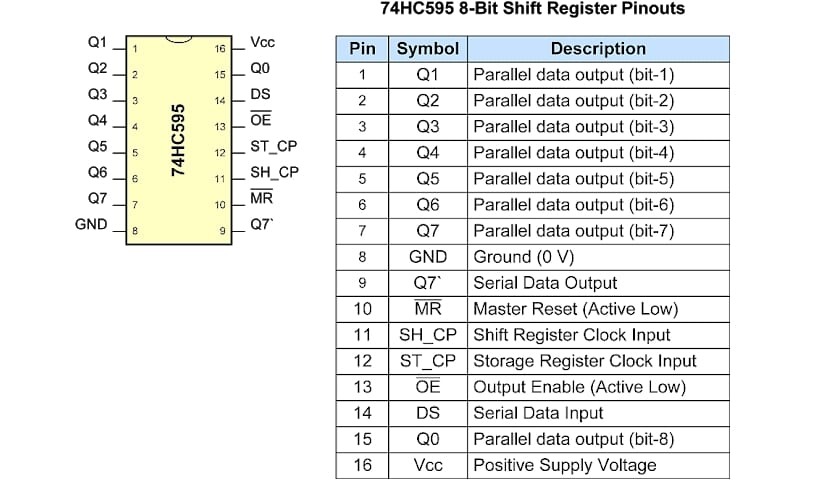 74HC595 8-Bit Shift Register Pinouts
Q1 1 16 Vcc
Q2 2 15 Q0
Q3 3 14 DS
Q4 4 13 OE
Q5 5 12 ST_CP
Q6 6 11 SH_CP
Q7 7 10 MR
GND 8 9 Q7`
74HC595
Pin Symbol Description
1 Q1 Parallel data output (bit-1)
2 Q2 Parallel data output (bit-2)
3 Q3 Parallel data output (bit-3)
4 Q4 Parallel data output (bit-4)
5 Q5 Parallel data output (bit-5)
6 Q6 Parallel data output (bit-6)
7 Q7 Parallel data output (bit-7)
8 GND Ground (0 V)
9 Q7` Serial Data Output
10 MR Master Reset (Active Low)
11 SH_CP Shift Register Clock Input
12 ST_CP Storage Register Clock Input
13 OE Output Enable (Active Low)
14 DS Serial Data Input
15 Q0 Parallel data output (bit-8)
16 Vcc Positive Supply Voltage